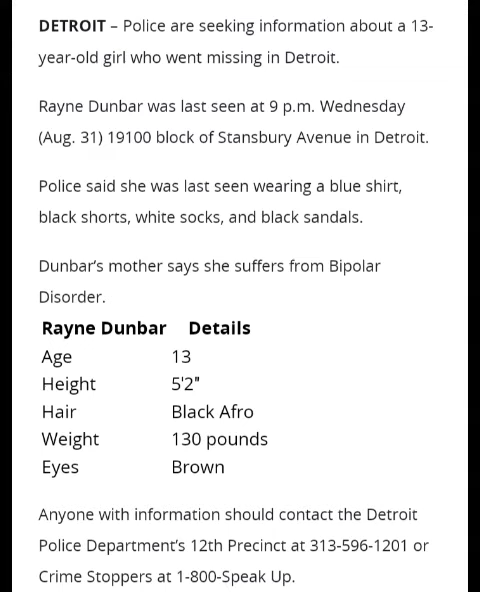 DETROIT – Police are seeking information about a 13-
year-old girl who went missing in Detroit.
Rayne Dunbar was last seen at 9 p.m. Wednesday
(Aug. 31) 19100 block of Stansbury Avenue in Detroit.
Police said she was last seen wearing a blue shirt,
black shorts, white socks, and black sandals.
Dunbar's mother says she suffers from Bipolar
Disorder.
Rayne Dunbar Details
Age 13
Height 5'2"
Hair Black Afro
Weight 130 pounds
Eyes Brown
Anyone with information should contact the Detroit
Police Department's 12th Precinct at 313-596-1201 or
Crime Stoppers at 1-800-Speak Up.